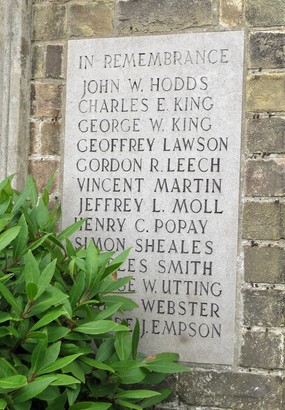 IN REMEMBRANCE
JOHN W. HODDS
CHARLES E. KING
GEORGE W. KING
GEOFFREY LAWSON
GORDON R. LEECH
VINCENT MARTIN
JEFFREY L. MOLL
HENRY C. POPAY
SIMON SHEALES
SMITH
W. UTTING
WEBSTER
J. EMPSON